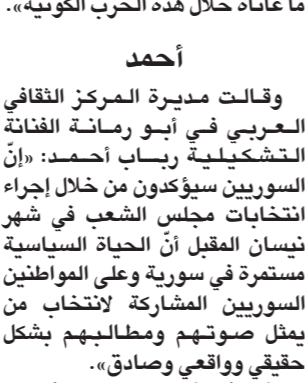 ما عاناه خلال هذه الحرب الكونية».
أحمد
وقالت مديرة المركز الثقافي
العربي في أبو رمانة الفنانة
التشكيلية رباب أحمد: «إنّ
السوريين سيؤكدون من خلال إجراء
انتخابات مجلس الشعب في شهر
نيسان المقبل أنّ الحياة السياسية
مستمرة في سورية وعلى المواطنين
السوريين المشاركة لانتخاب من
يمثل صوتهم ومطالبهم بشكل
حقيقي وواقعي وصادق».